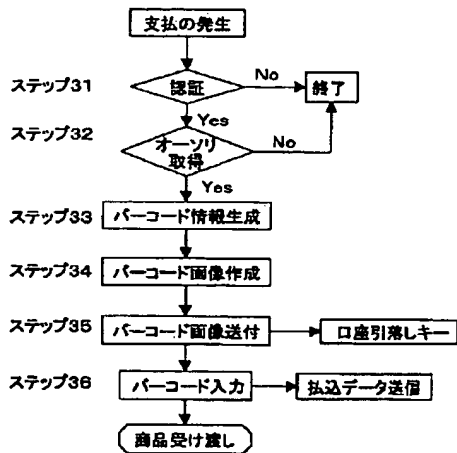 支払の発生
ステップ31
認証
No
終了
Yes
ステップ32
オーソリ
取得
No
Yes
ステップ33
バーコード情報生成
ステップ34
バーコード画像作成
ステップ35
バーコード画像送付
口座引落しキー
ステップ36
バーコード入力
払込データ送信
商品受け渡し